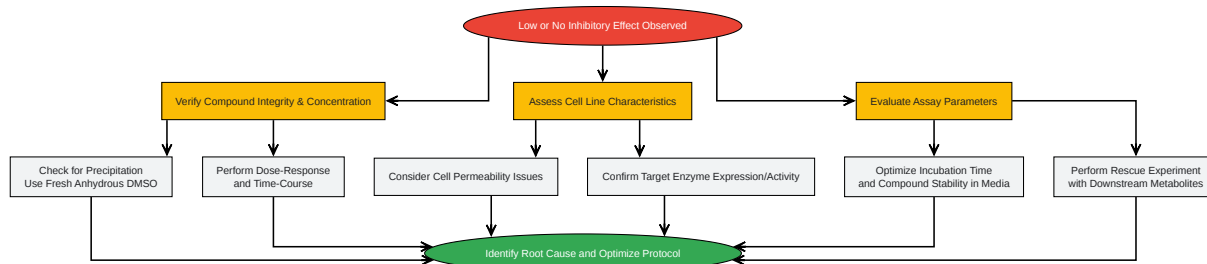 Low or No Inhibitory Effect Observed
Verify Compound Integrity & Concentration
Assess Cell Line Characteristics
Evaluate Assay Parameters
Check for Precipitation
Use Fresh Anhydrous DMSO
Perform Dose-Response
and Time-Course
Consider Cell Permeability Issues
Confirm Target Enzyme Expression/Activity
Optimize Incubation Time
and Compound Stability in Media
Perform Rescue Experiment
with Downstream Metabolites
Identify Root Cause and Optimize Protocol